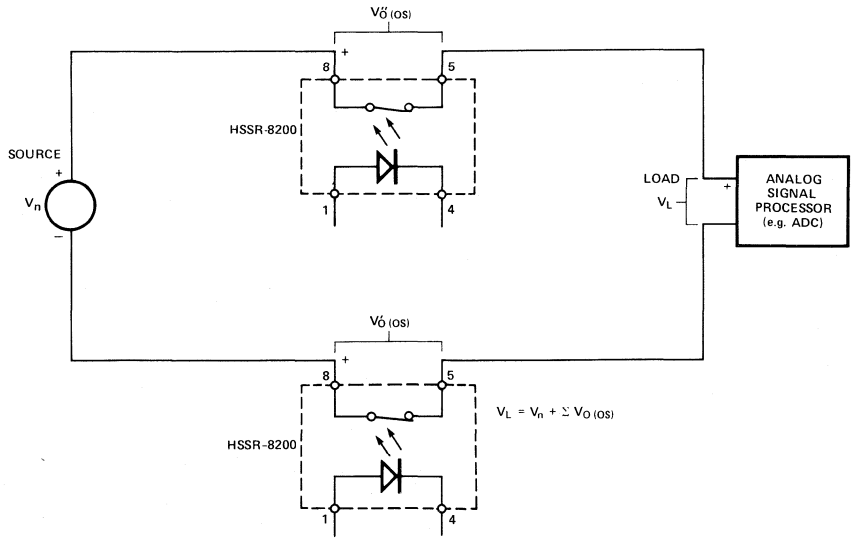 V″O (OS)
+
8
5
HSSR-8200
1
4
SOURCE
+
Vn
−
LOAD
VL
+
ANALOG
SIGNAL
PROCESSOR
(e.g. ADC)
V′O (OS)
+
8
5
HSSR-8200
1
4
VL = Vn + Σ VO (OS)